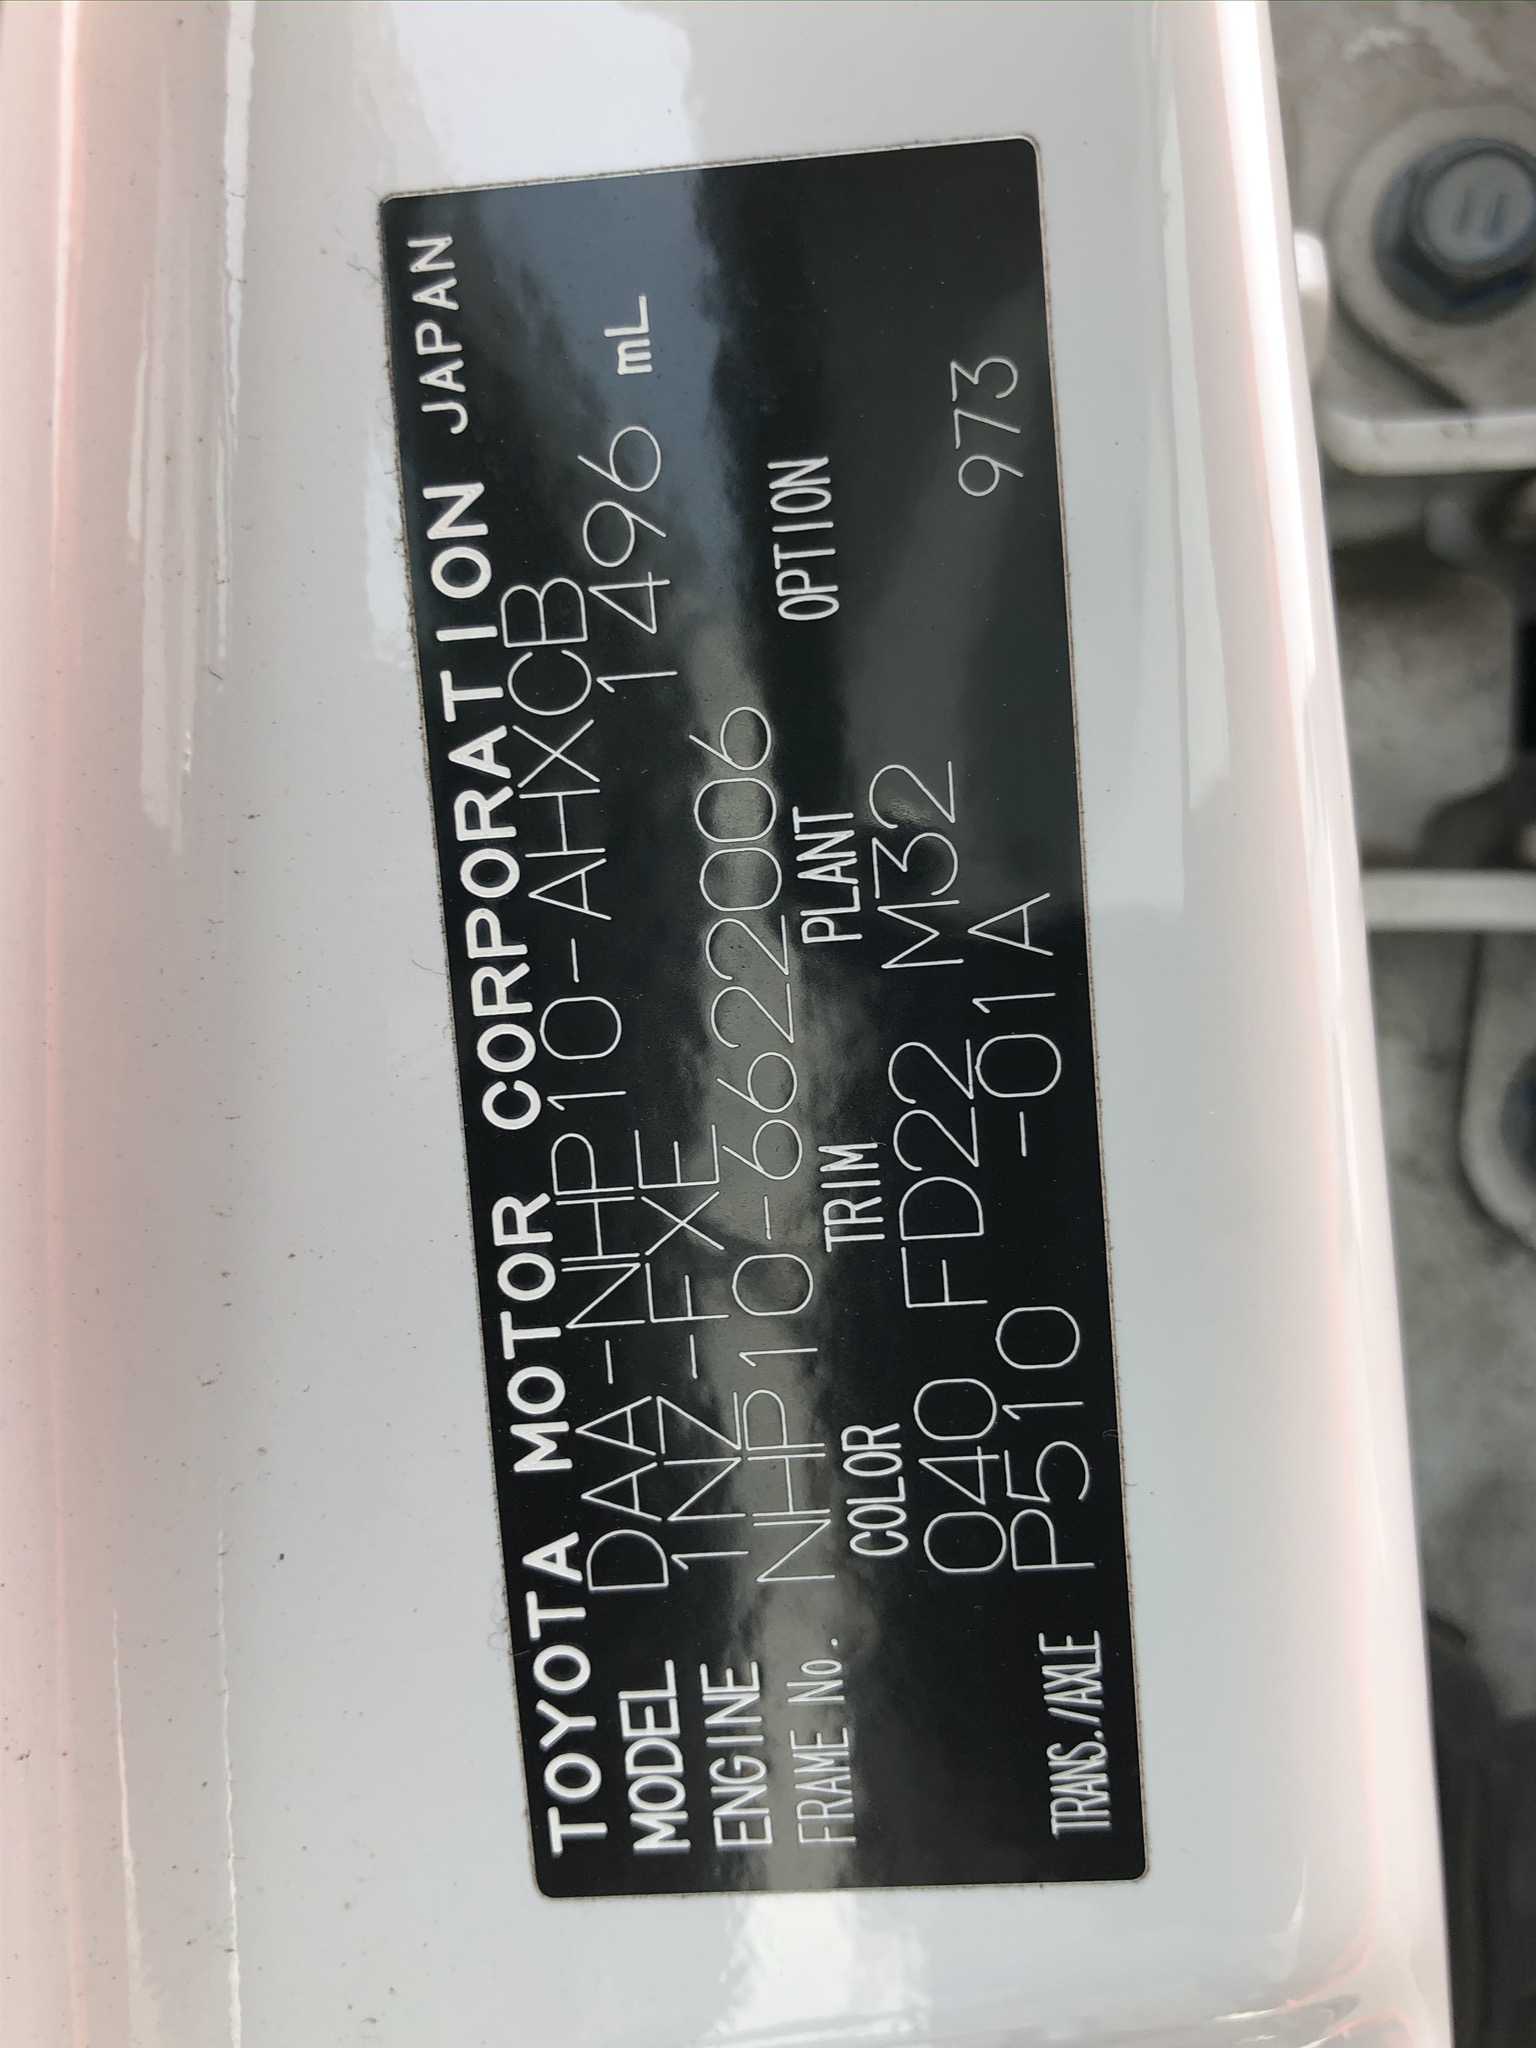 TOYOTA MOTOR CORPORATION JAPAN
MODEL DAA-NHP10-AHXCB
ENGINE 1NZ-FXE 1496 mL
FRAME No. NHP10-6622006
COLOR TRIM PLANT OPTION
040 FD22 M32
TRANS./AXLE P510 -01A 973